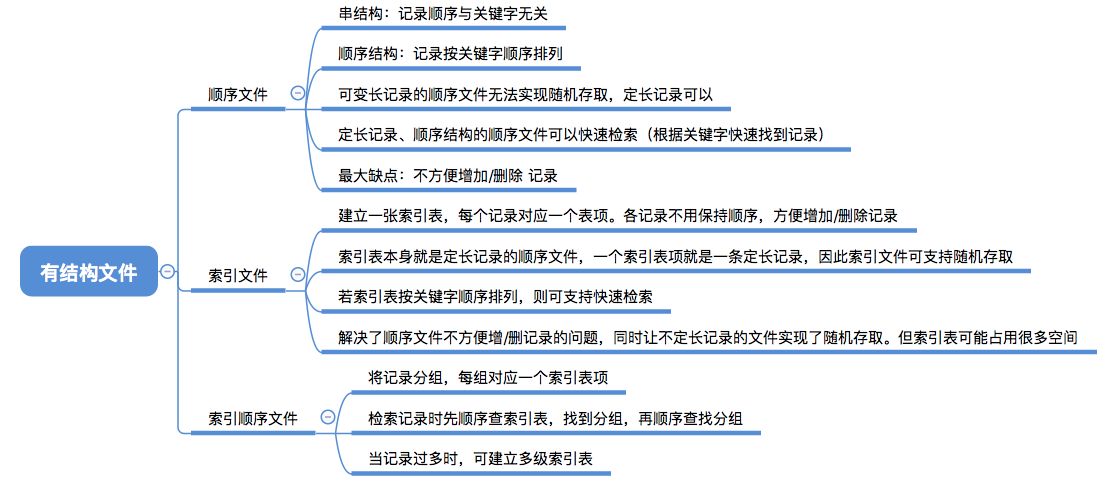 有结构文件
顺序文件
串结构：记录顺序与关键字无关
顺序结构：记录按关键字顺序排列
可变长记录的顺序文件无法实现随机存取，定长记录可以
定长记录、顺序结构的顺序文件可以快速检索（根据关键字快速找到记录）
最大缺点：不方便增加/删除 记录
索引文件
建立一张索引表，每个记录对应一个表项。各记录不用保持顺序，方便增加/删除记录
索引表本身就是定长记录的顺序文件，一个索引表项就是一条定长记录，因此索引文件可支持随机存取
若索引表按关键字顺序排列，则可支持快速检索
解决了顺序文件不方便增/删记录的问题，同时让不定长记录的文件实现了随机存取。但索引表可能占用很多空间
索引顺序文件
将记录分组，每组对应一个索引表项
检索记录时先顺序查索引表，找到分组，再顺序查找分组
当记录过多时，可建立多级索引表